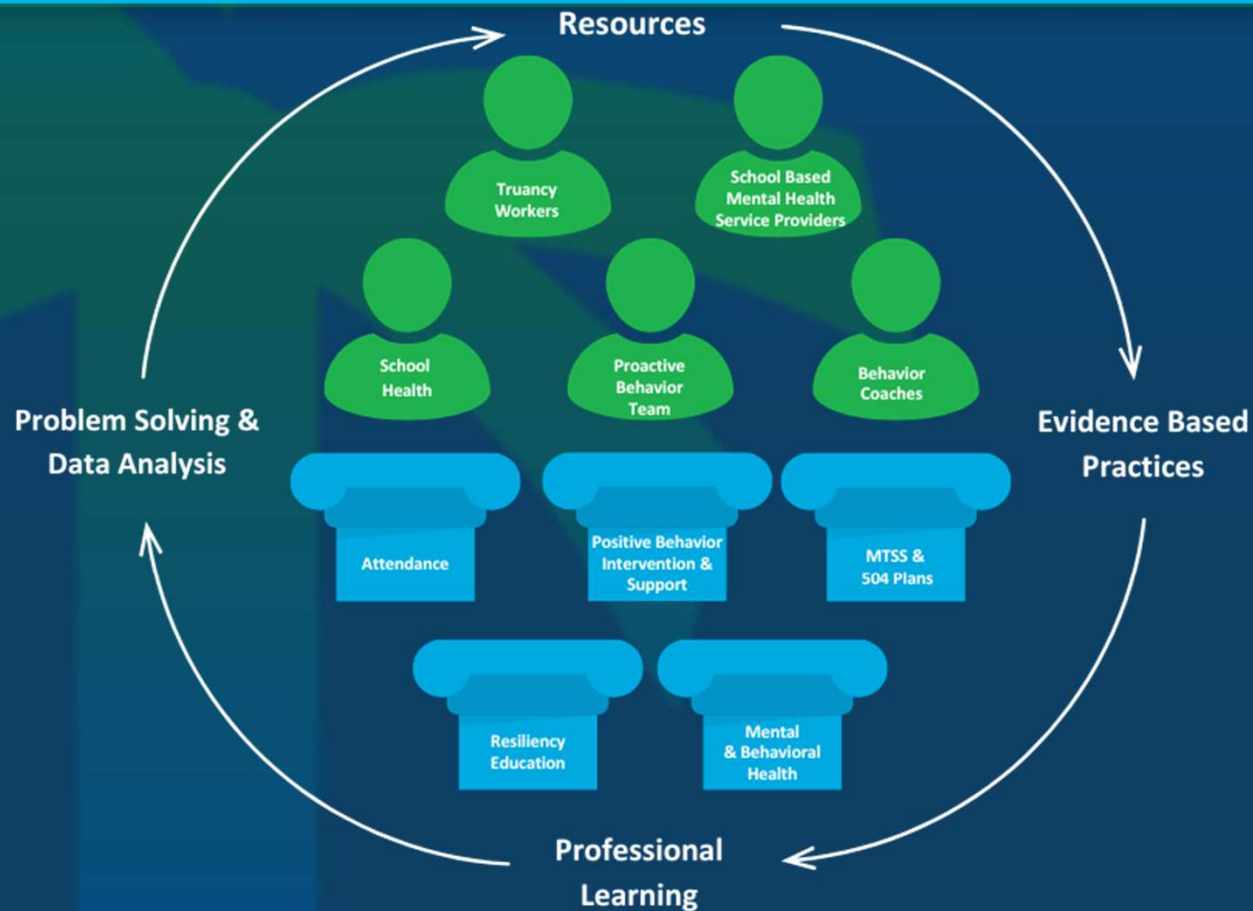 Resources
Truancy
Workers
School Based
Mental Health
Service Providers
School
Health
Proactive
Behavior
Team
Behavior
Coaches
Problem Solving &
Data Analysis
Evidence Based
Practices
Attendance
Positive Behavior
Intervention &
Support
MTSS &
504 Plans
Resiliency
Education
Mental
& Behavioral
Health
Professional
Learning